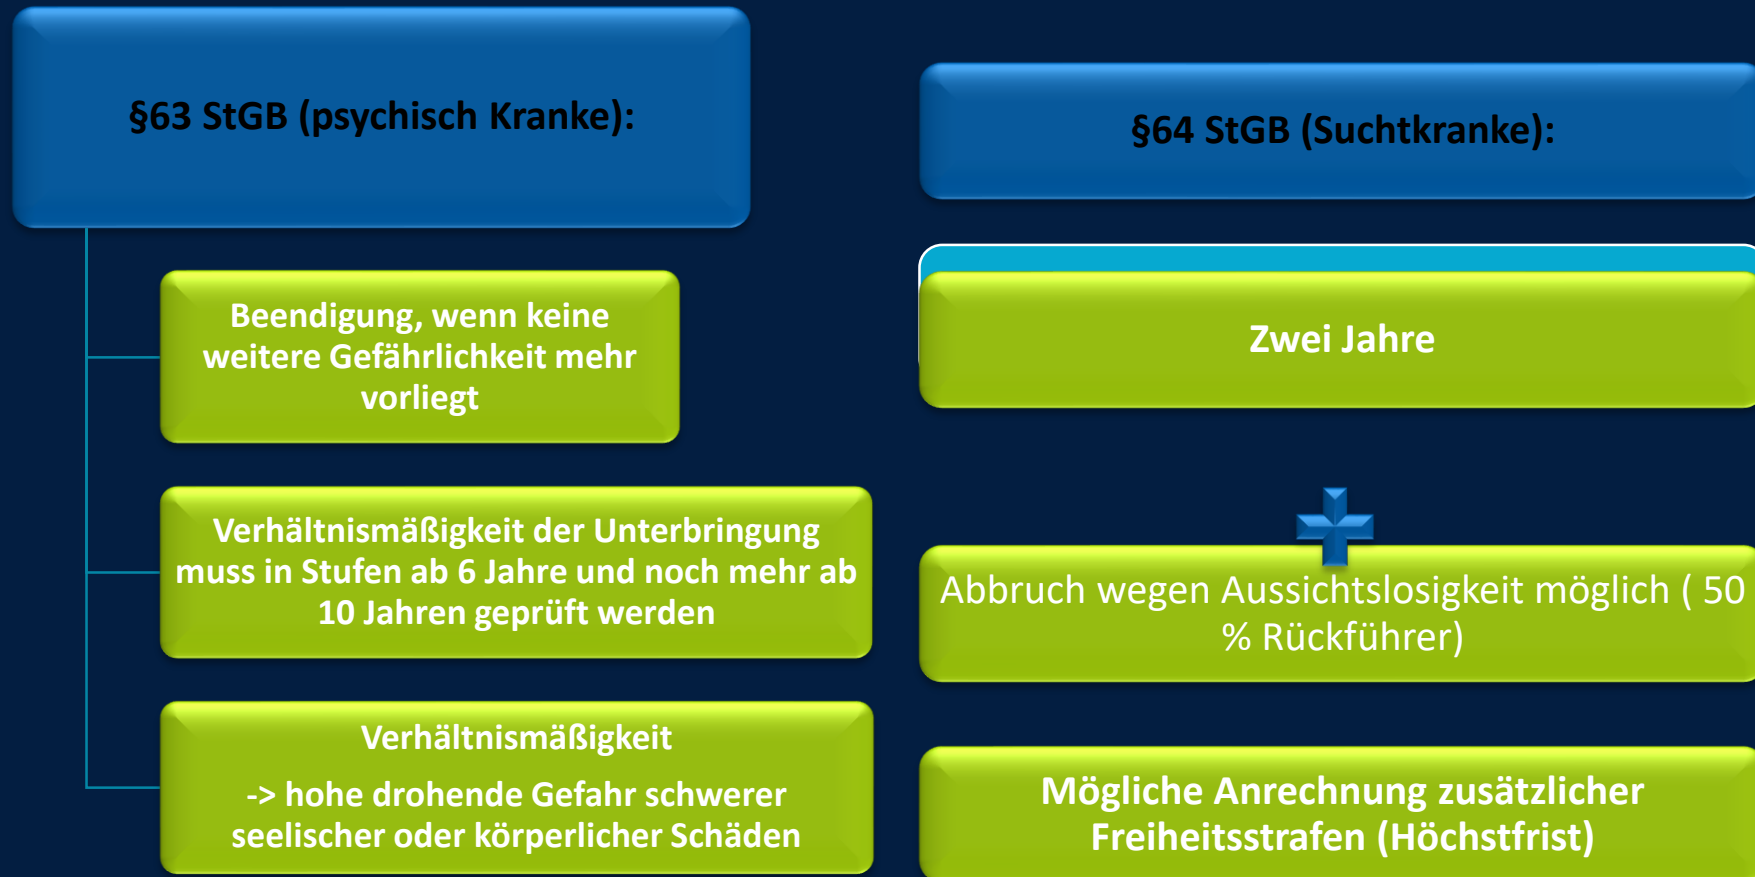 §63 StGB (psychisch Kranke):
Beendigung, wenn keine
weitere Gefährlichkeit mehr
vorliegt
Verhältnismäßigkeit der Unterbringung
muss in Stufen ab 6 Jahre und noch mehr ab
10 Jahren geprüft werden
Verhältnismäßigkeit
-> hohe drohende Gefahr schwerer
seelischer oder körperlicher Schäden
§64 StGB (Suchtkranke):
Zwei Jahre
Abbruch wegen Aussichtslosigkeit möglich ( 50
% Rückführer)
Mögliche Anrechnung zusätzlicher
Freiheitsstrafen (Höchstfrist)